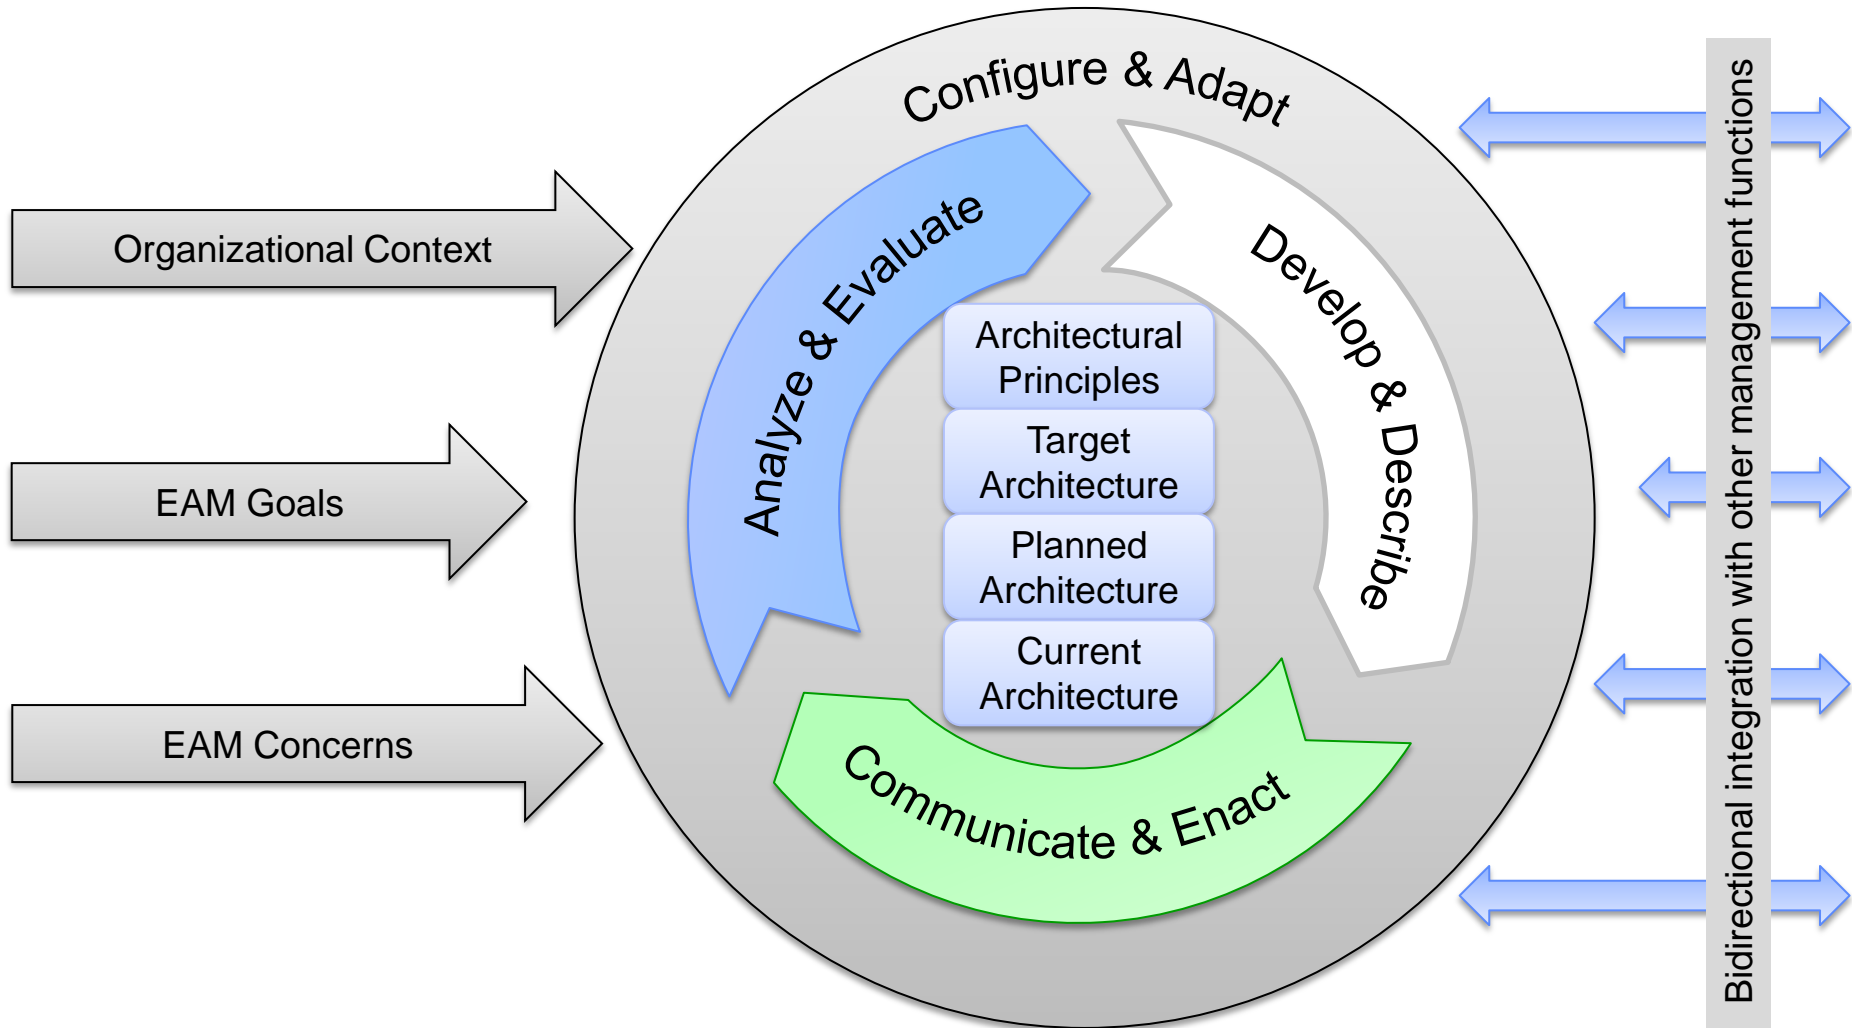 Configure & Adapt
Organizational Context
EAM Goals
EAM Concerns
Analyze & Evaluate
Develop & Describe
Communicate & Enact
Architectural
Principles
Target
Architecture
Planned
Architecture
Current
Architecture
Bidirectional integration with other management functions